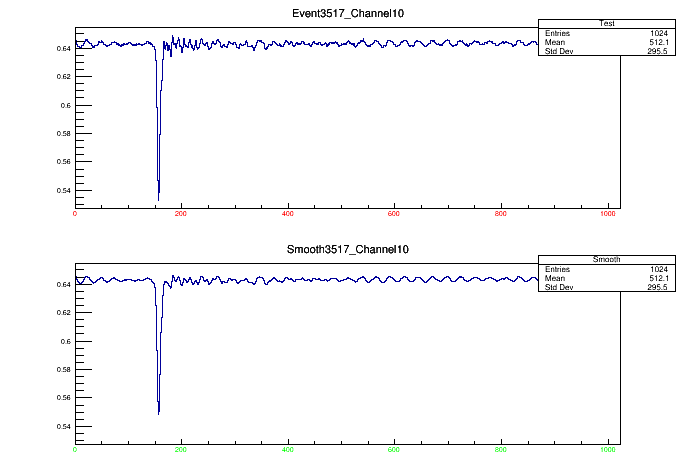 Event3517_Channel10
Test
Entries 1024
Mean 512.1
Std Dev 295.5
0.64
0.62
0.6
0.58
0.56
0.54
0 200 400 600 800 1000
Smooth3517_Channel10
Smooth
Entries 1024
Mean 512.1
Std Dev 295.5
0.64
0.62
0.6
0.58
0.56
0.54
0 200 400 600 800 1000